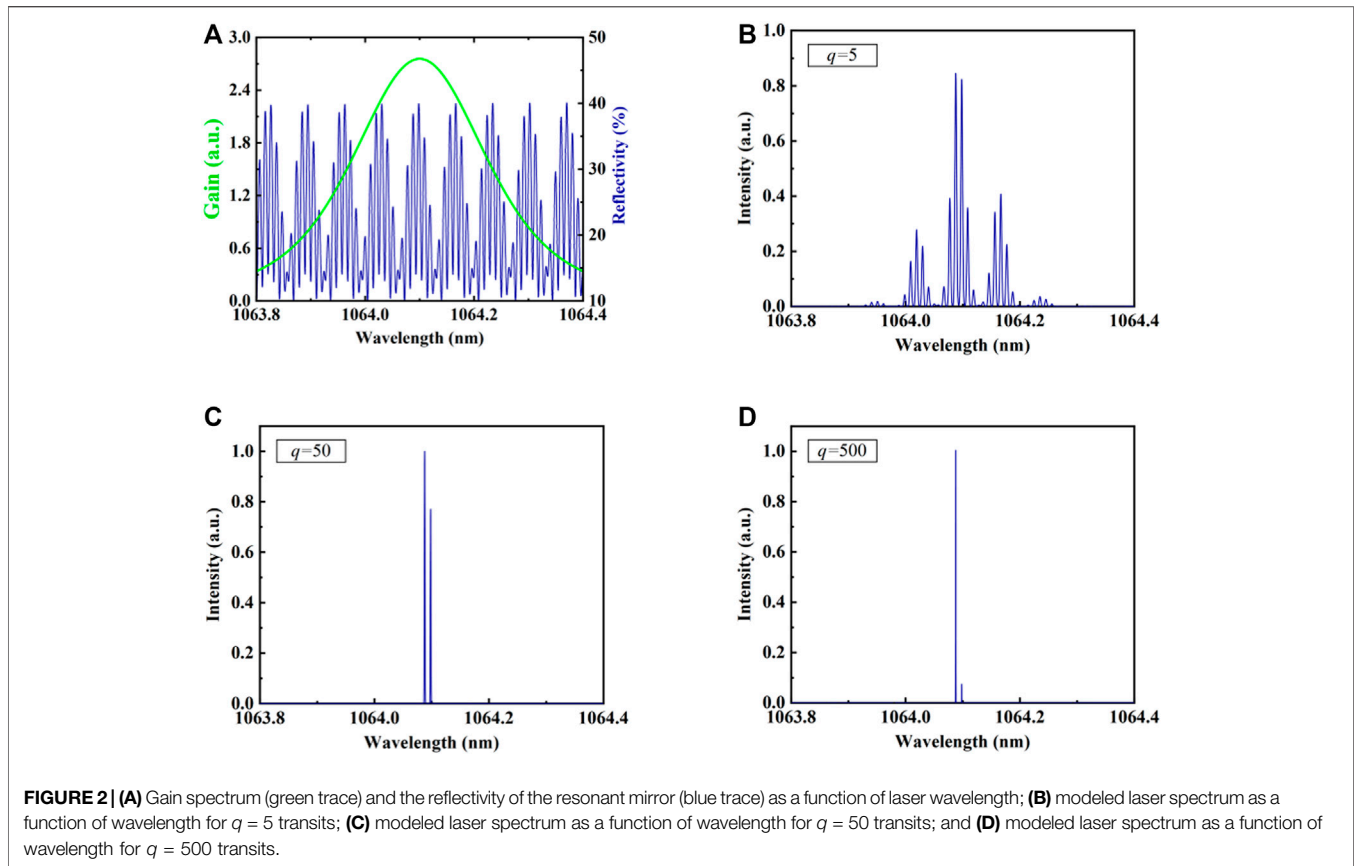 A
3.0
2.4
1.8
1.2
0.6
0.0
Gain (a.u.)
50
40
30
20
10
Reflectivity (%)
1063.8 1064.0 1064.2 1064.4
Wavelength (nm)
B
q=5
1.0
0.8
0.6
0.4
0.2
0.0
Intensity (a.u.)
1063.8 1064.0 1064.2 1064.4
Wavelength (nm)
C
q=50
1.0
0.8
0.6
0.4
0.2
0.0
Intensity (a.u.)
1063.8 1064.0 1064.2 1064.4
Wavelength (nm)
D
q=500
1.0
0.8
0.6
0.4
0.2
0.0
Intensity (a.u.)
1063.8 1064.0 1064.2 1064.4
Wavelength (nm)
FIGURE 2 | (A) Gain spectrum (green trace) and the reflectivity of the resonant mirror (blue trace) as a function of laser wavelength; (B) modeled laser spectrum as a
function of wavelength for q = 5 transits; (C) modeled laser spectrum as a function of wavelength for q = 50 transits; and (D) modeled laser spectrum as a function of
wavelength for q = 500 transits.